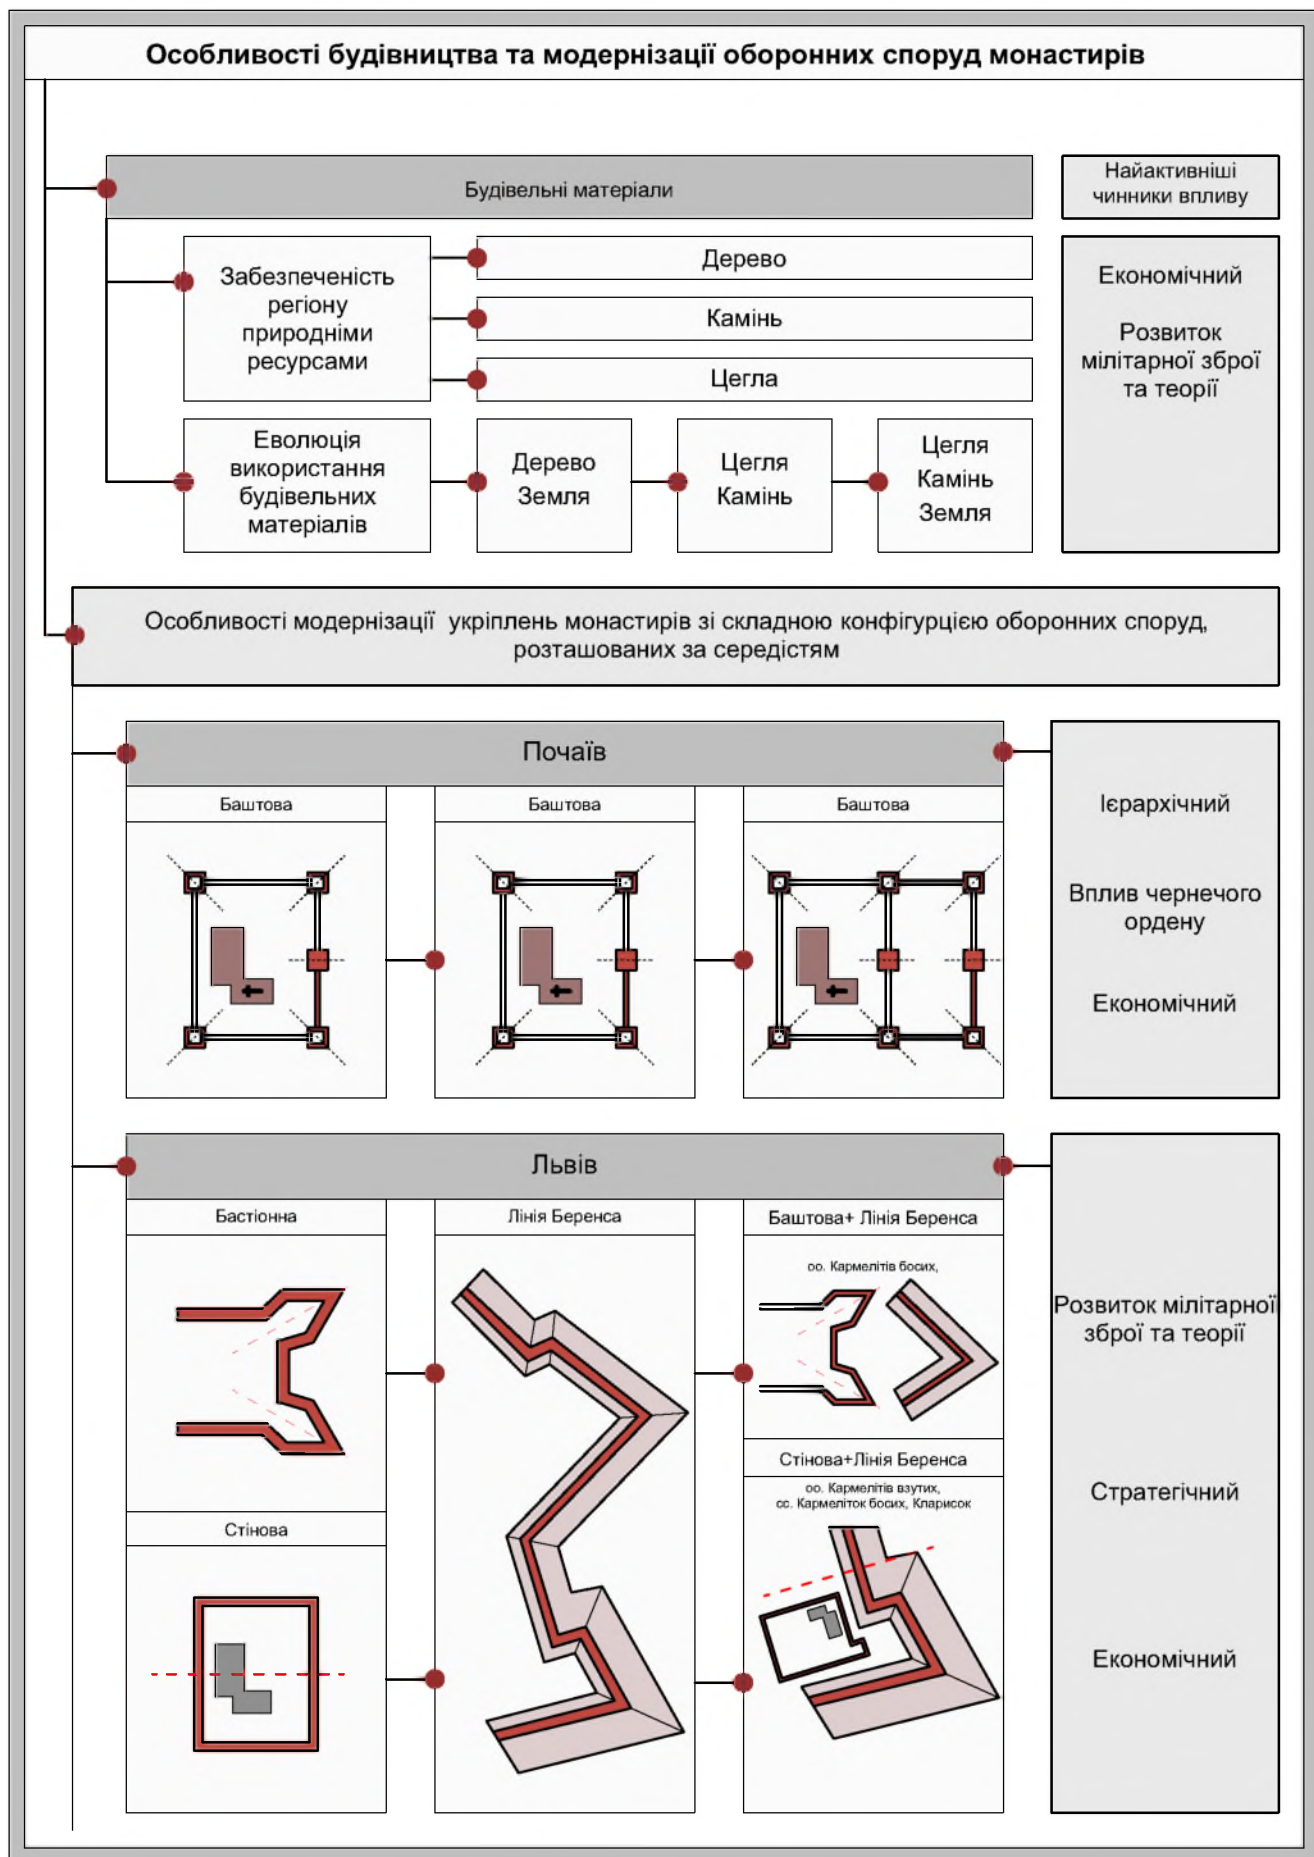 Особливості будівництва та модернізації оборонних споруд монастирів
Будівельні матеріали
Найактивніші
чинники впливу
Забезпеченість
регіону
природніми
ресурсами
Дерево
Камінь
Цегла
Економічний
Розвиток
мілітарної зброї
та теорії
Еволюція
використання
будівельних
матеріалів
Дерево
Земля
Цегля
Камінь
Цегля
Камінь
Земля
Особливості модернізації укріплень монастирів зі складною конфігурцією оборонних споруд,
розташованих за середістям
Почаїв
Баштова
Баштова
Баштова
Ієрархічний
Вплив чернечого
ордену
Економічний
Львів
Бастіонна
Лінія Беренса
Баштова+ Лінія Беренса
оо. Кармелітів босих,
Стінова
Стінова+Лінія Беренса
оо. Кармелітів взутих,
сс. Кармеліток босих, Кларисок
Розвиток мілітарної
зброї та теорії
Стратегічний
Економічний